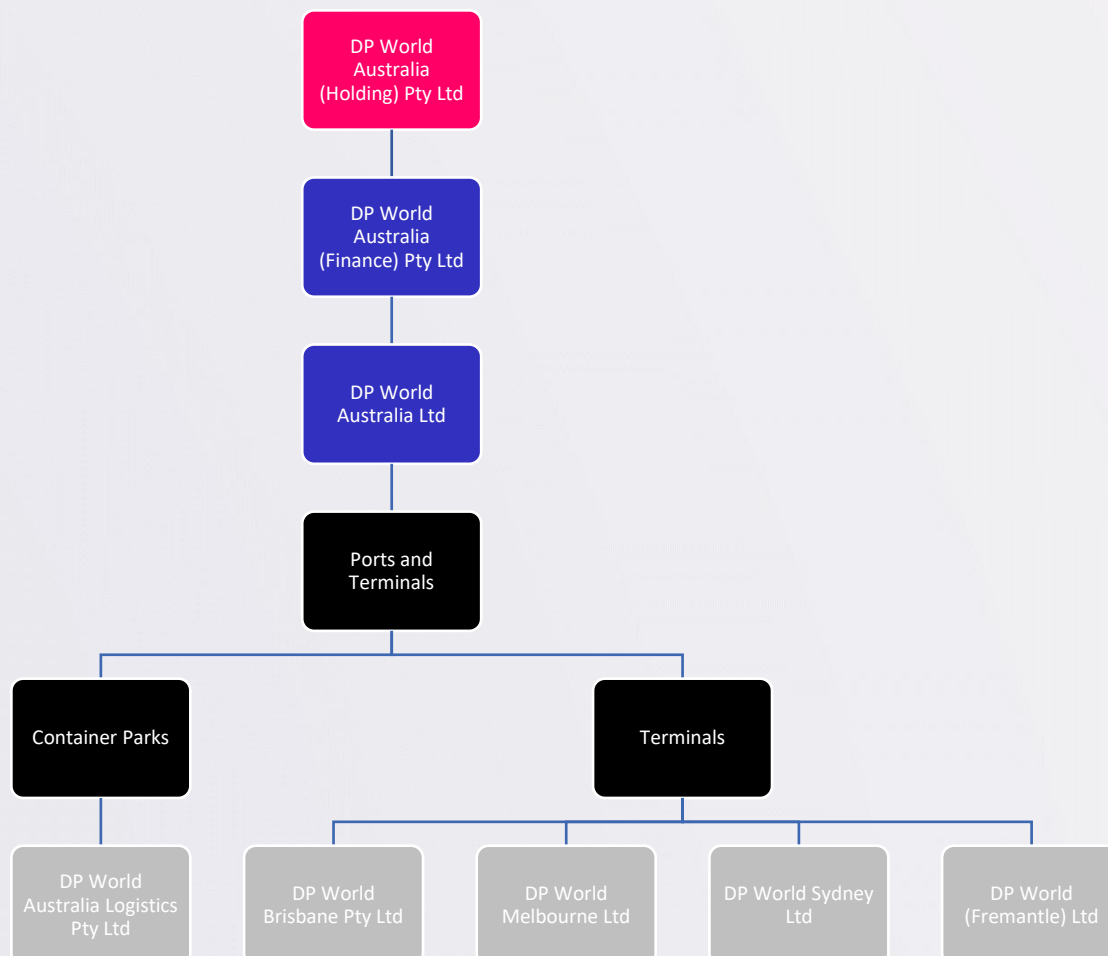 DP World
Australia
(Holding) Pty Ltd
DP World
Australia
(Finance) Pty Ltd
DP World
Australia Ltd
Ports and
Terminals
Container Parks
Terminals
DP World
Australia Logistics
Pty Ltd
DP World
Brisbane Pty Ltd
DP World
Melbourne Ltd
DP World Sydney
Ltd
DP World
(Fremantle) Ltd